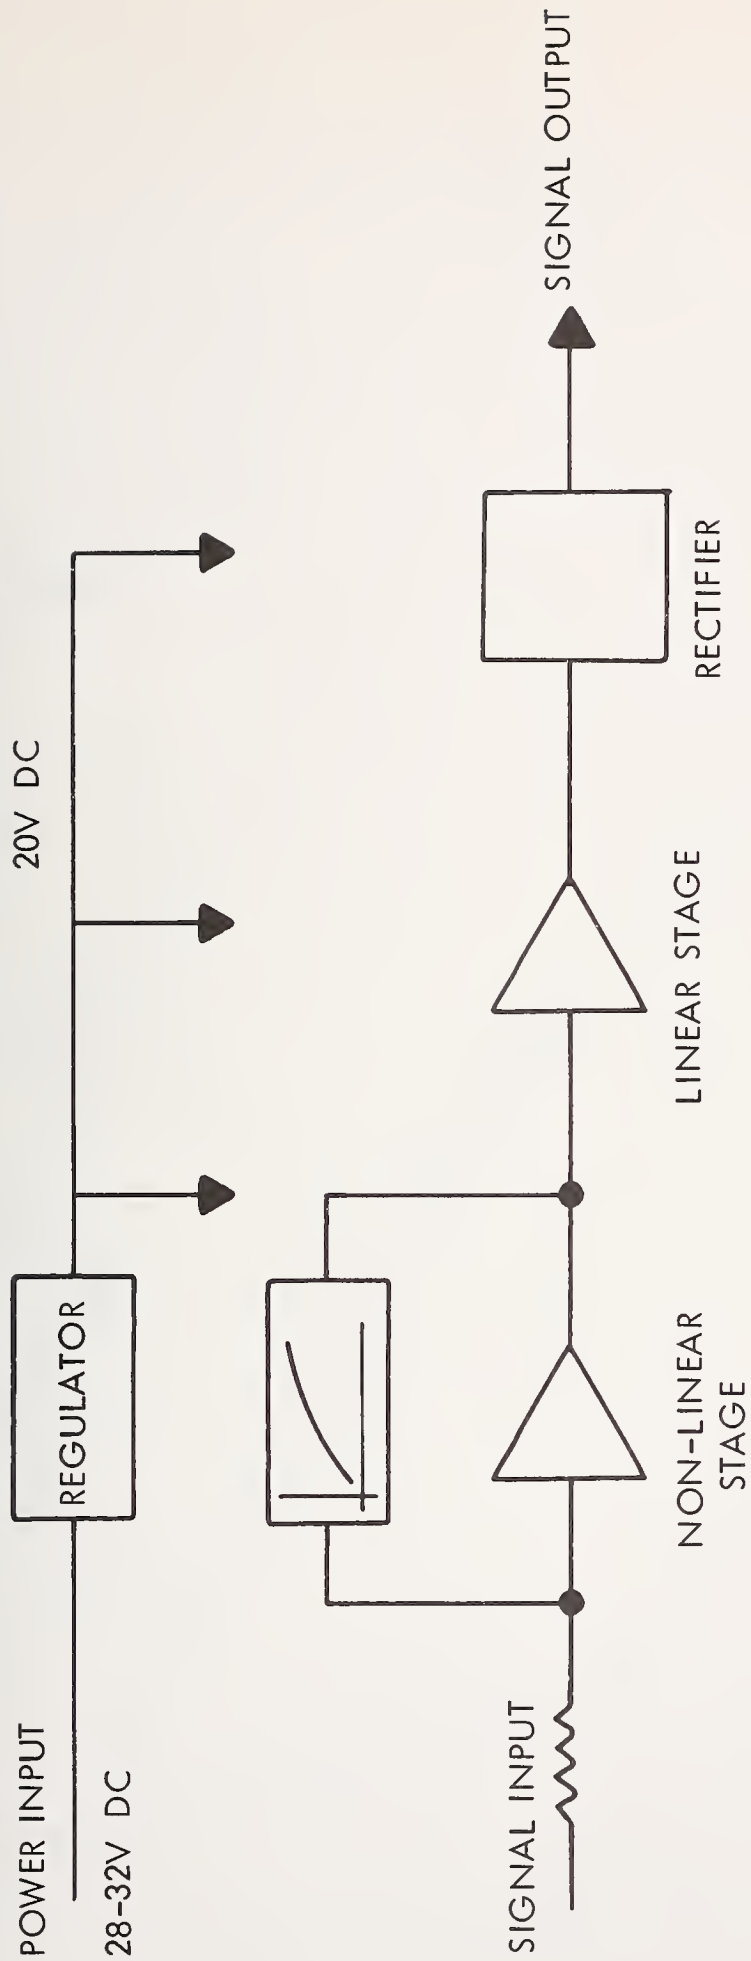 POWER INPUT
28-32V DC
REGULATOR
20V DC
SIGNAL INPUT
NON-LINEAR
STAGE
LINEAR STAGE
RECTIFIER
SIGNAL OUTPUT